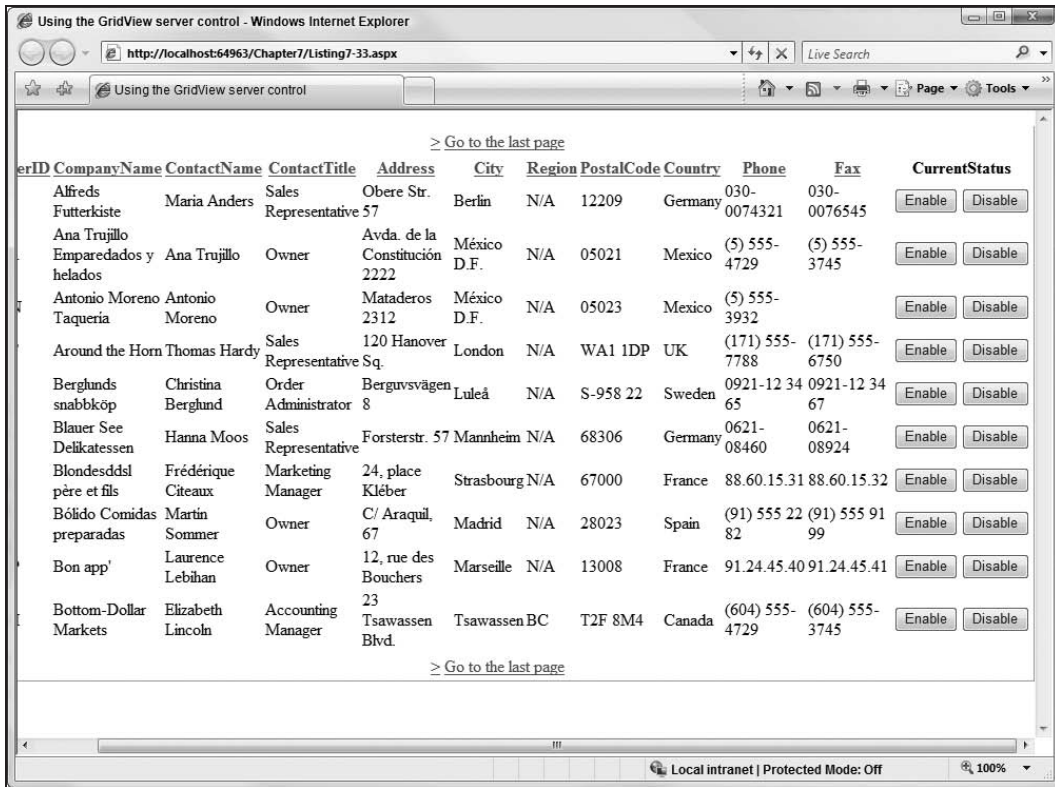 Using the GridView server control - Windows Internet Explorer
http://localhost:64963/Chapter7/Listing7-33.aspx
Live Search
Using the GridView server control
Page Tools
> Go to the last page
erID CompanyName ContactName ContactTitle Address City Region PostalCode Country Phone Fax CurrentStatus
Alfreds Futterkiste Maria Anders Sales Representative Obere Str. 57 Berlin N/A 12209 Germany 030-0074321 030-0076545 Enable Disable
Ana Trujillo Emparedados y helados Ana Trujillo Owner Avda. de la Constitución 2222 México D.F. N/A 05021 Mexico (5) 555-4729 (5) 555-3745 Enable Disable
Antonio Moreno Taquería Antonio Moreno Owner Mataderos 2312 México D.F. N/A 05023 Mexico (5) 555-3932 Enable Disable
Around the Horn Thomas Hardy Sales Representative 120 Hanover Sq. London N/A WA1 1DP UK (171) 555-7788 (171) 555-6750 Enable Disable
Berglunds snabbköp Christina Berglund Order Administrator Berguvsvägen 8 Luleå N/A S-958 22 Sweden 0921-12 34 65 0921-12 34 67 Enable Disable
Blauer See Delikatessen Hanna Moos Sales Representative Forsterstr. 57 Mannheim N/A 68306 Germany 0621-08460 0621-08924 Enable Disable
Blondesddsl père et fils Frédérique Citeaux Marketing Manager 24, place Kléber Strasbourg N/A 67000 France 88.60.15.31 88.60.15.32 Enable Disable
Bólido Comidas preparadas Martín Sommer Owner C/ Araquil, 67 Madrid N/A 28023 Spain (91) 555 22 82 (91) 555 91 99 Enable Disable
Bon app' Laurence Lebihan Owner 12, rue des Bouchers Marseille N/A 13008 France 91.24.45.40 91.24.45.41 Enable Disable
Bottom-Dollar Markets Elizabeth Lincoln Accounting Manager 23 Tsawassen Blvd. Tsawassen BC T2F 8M4 Canada (604) 555-4729 (604) 555-3745 Enable Disable
> Go to the last page
Local intranet | Protected Mode: Off 100%